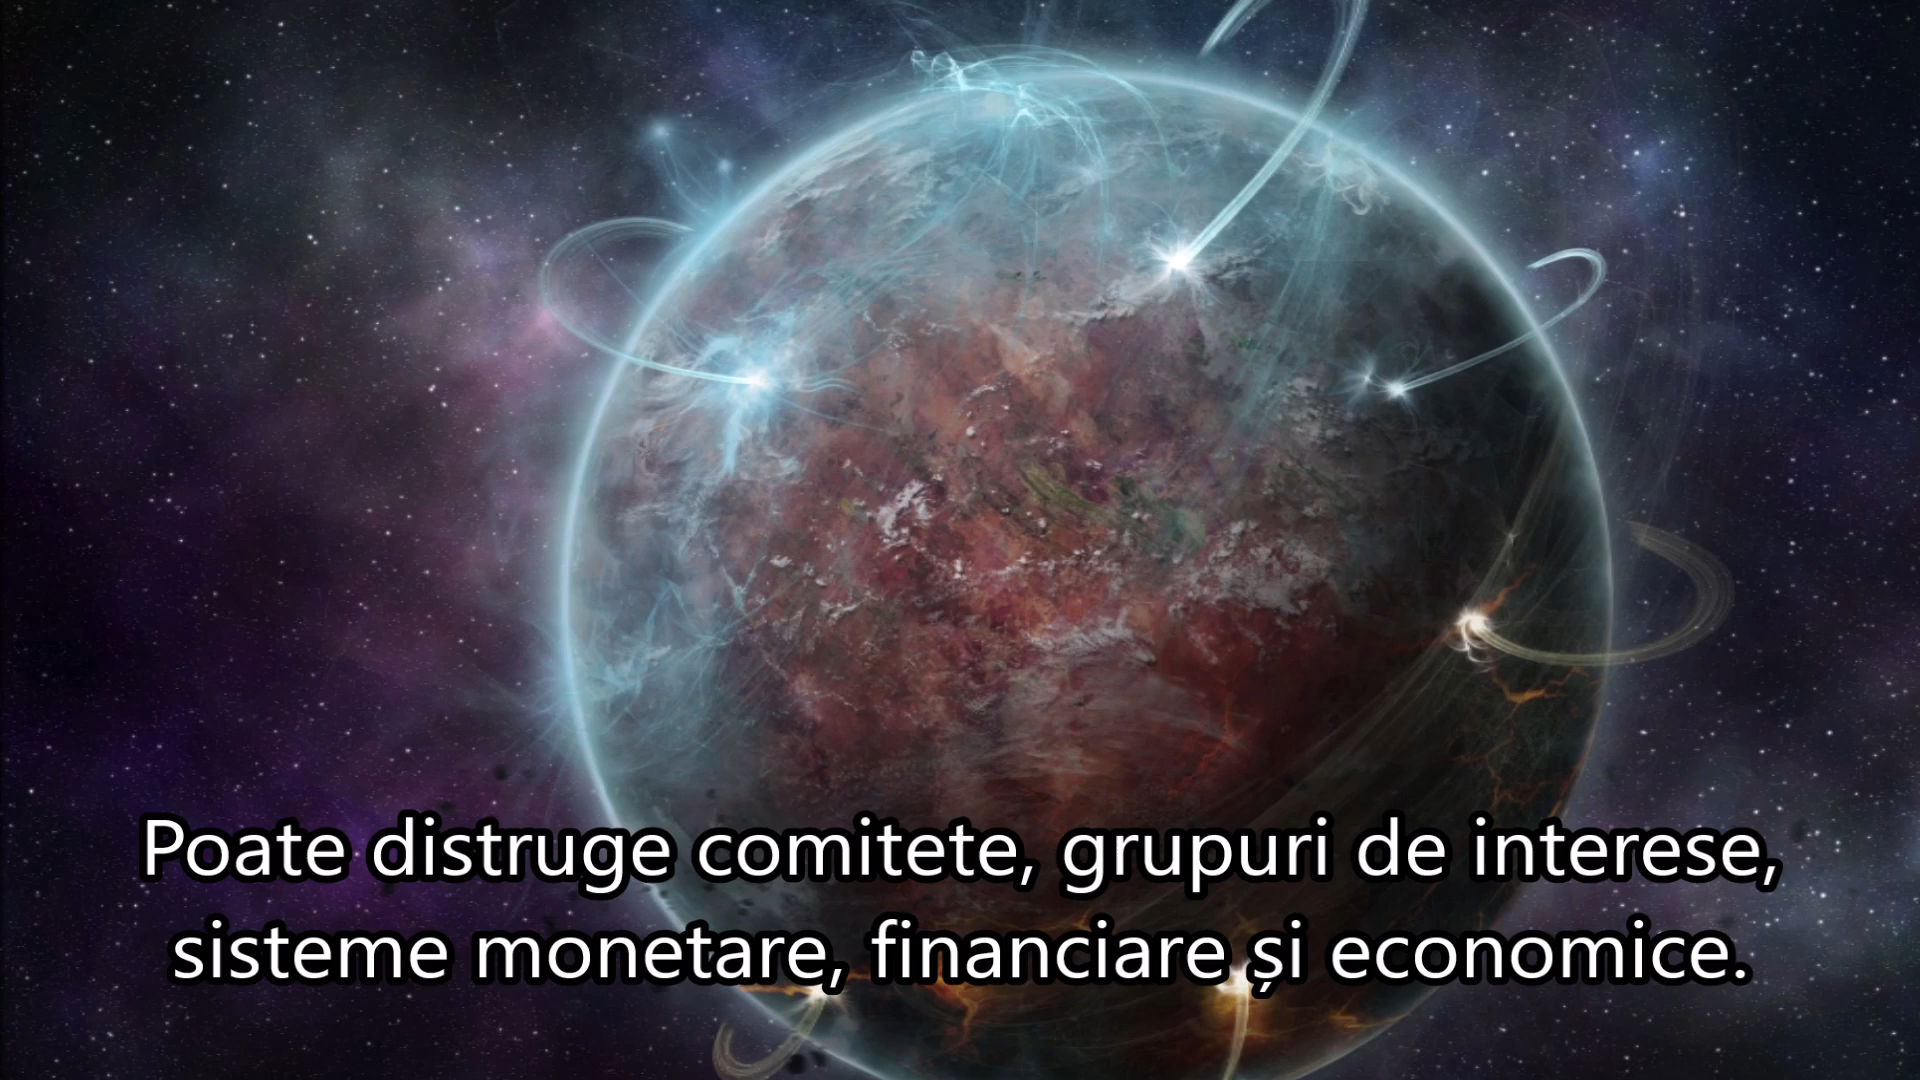 Poate distruge comitete, grupuri de interese,
sisteme monetare, financiare și economice.